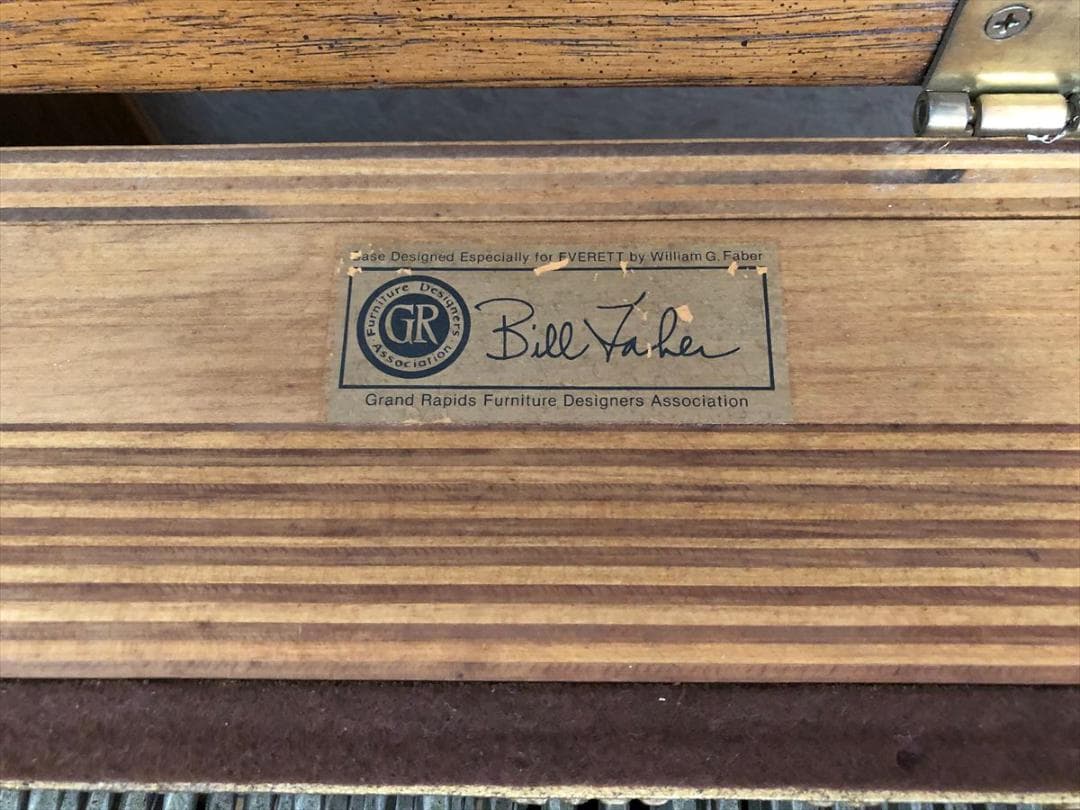 Case Designed Especially for EVERETT by William G. Faber
Furniture Designers
GR
Association
Bill Faber
Grand Rapids Furniture Designers Association